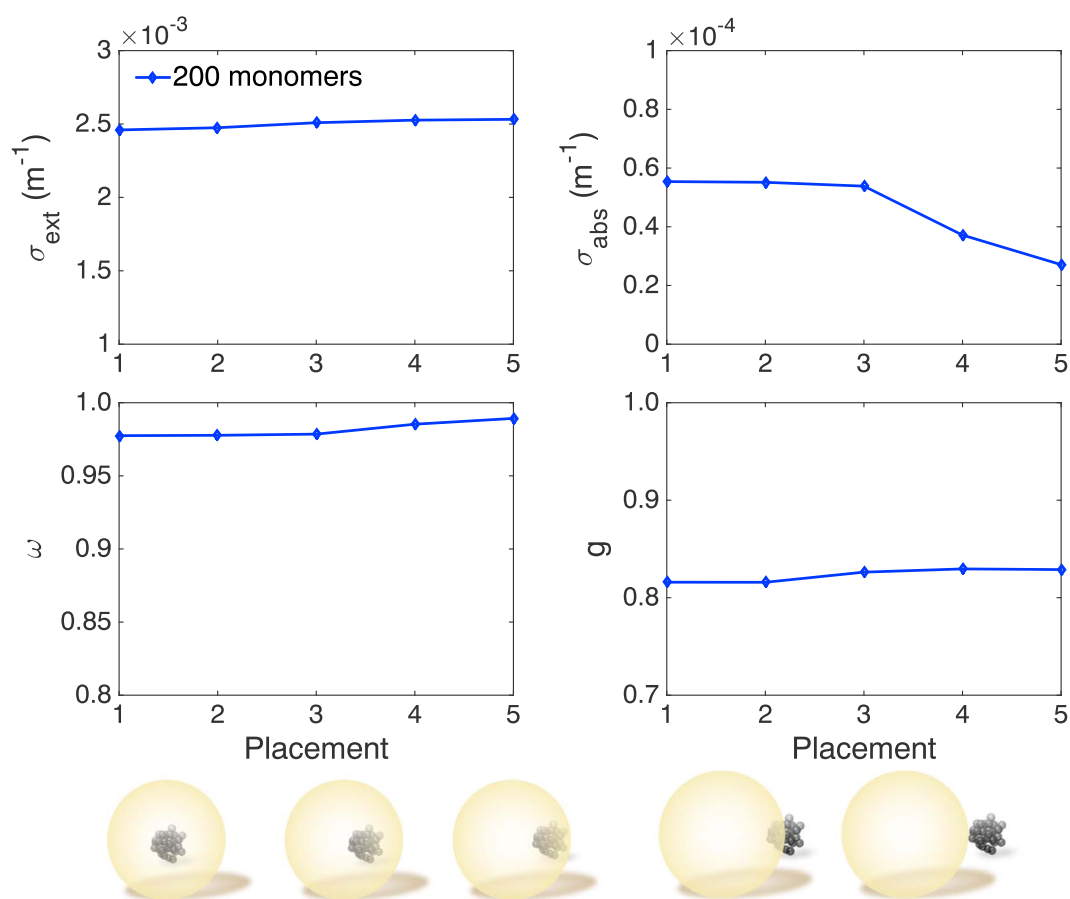 ×10⁻³
3
2.5
2
1.5
1
σ_ext (m⁻¹)
200 monomers
1 2 3 4 5
×10⁻⁴
1
0.8
0.6
0.4
0.2
0
σ_abs (m⁻¹)
1 2 3 4 5
1.0
0.95
0.9
0.85
0.8
ω
1 2 3 4 5
Placement
1.0
0.9
0.8
0.7
g
1 2 3 4 5
Placement